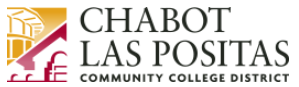 CHABOT
LAS POSITAS
COMMUNITY COLLEGE DISTRICT